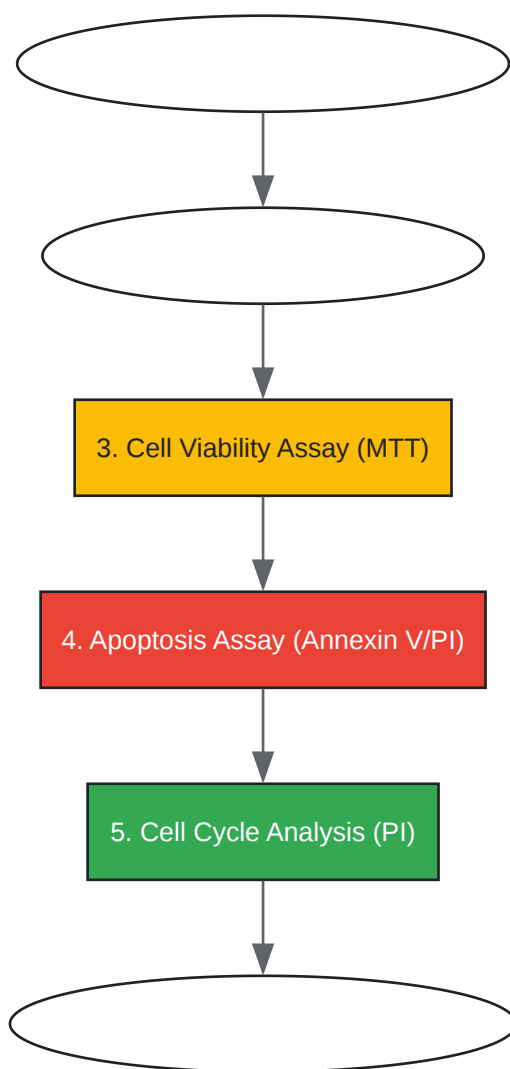 3. Cell Viability Assay (MTT)
4. Apoptosis Assay (Annexin V/PI)
5. Cell Cycle Analysis (PI)